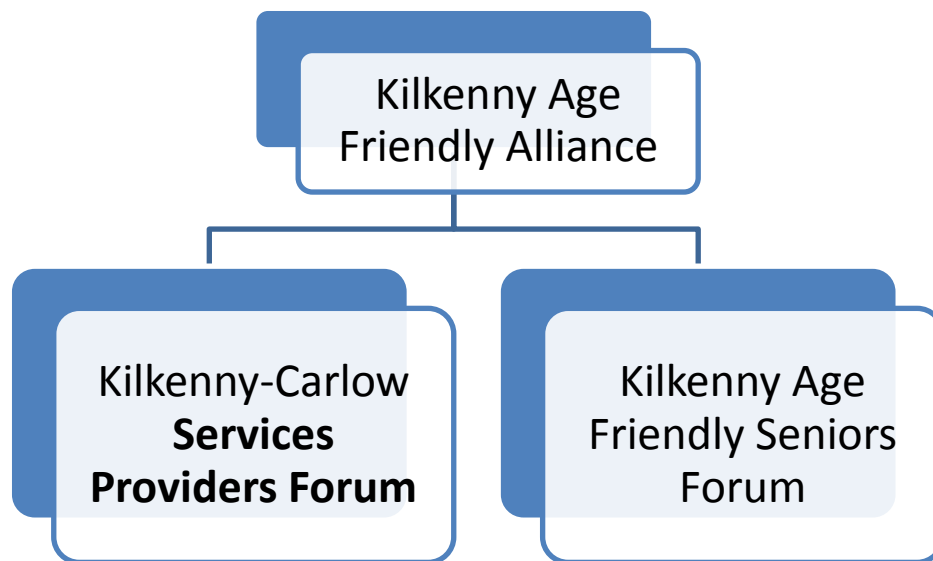 Kilkenny Age
Friendly Alliance
Kilkenny-Carlow
Services
Providers Forum
Kilkenny Age
Friendly Seniors
Forum